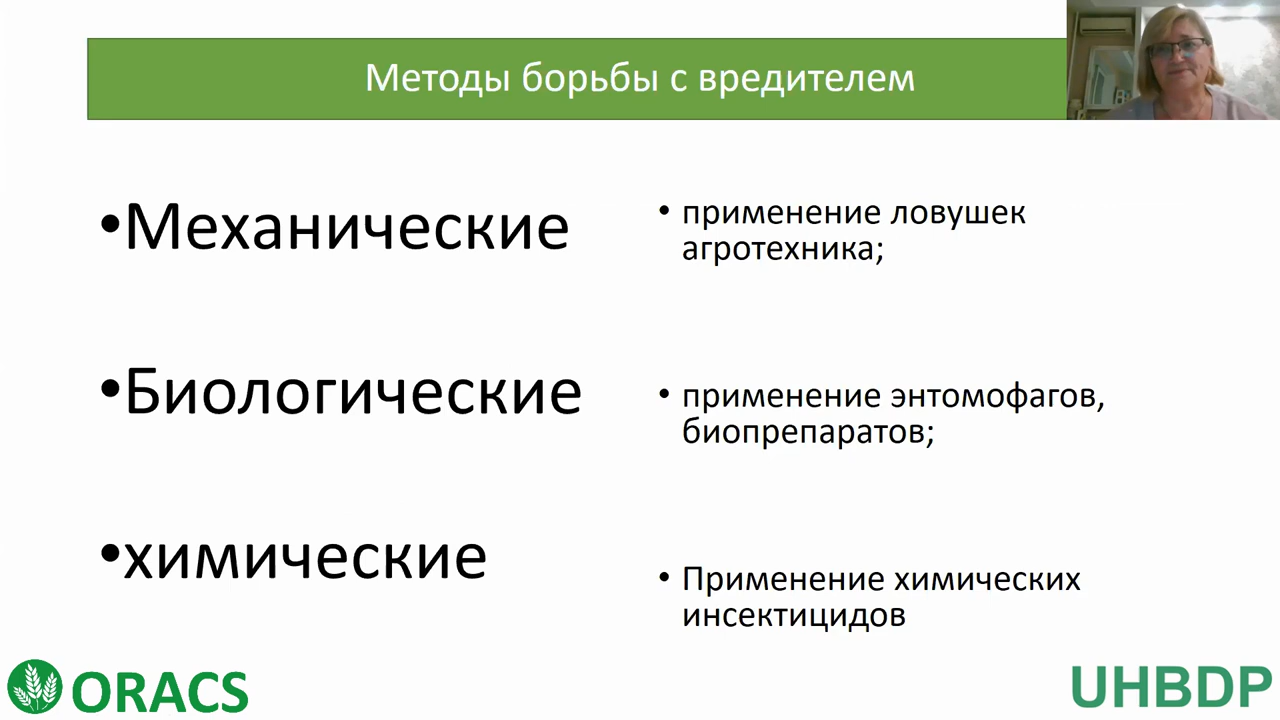 Методы борьбы с вредителем
•Механические
• применение ловушек
агротехника;
•Биологические
• применение энтомофагов,
биопрепаратов;
•химические
• Применение химических
инсектицидов
ORACS
UHBDP